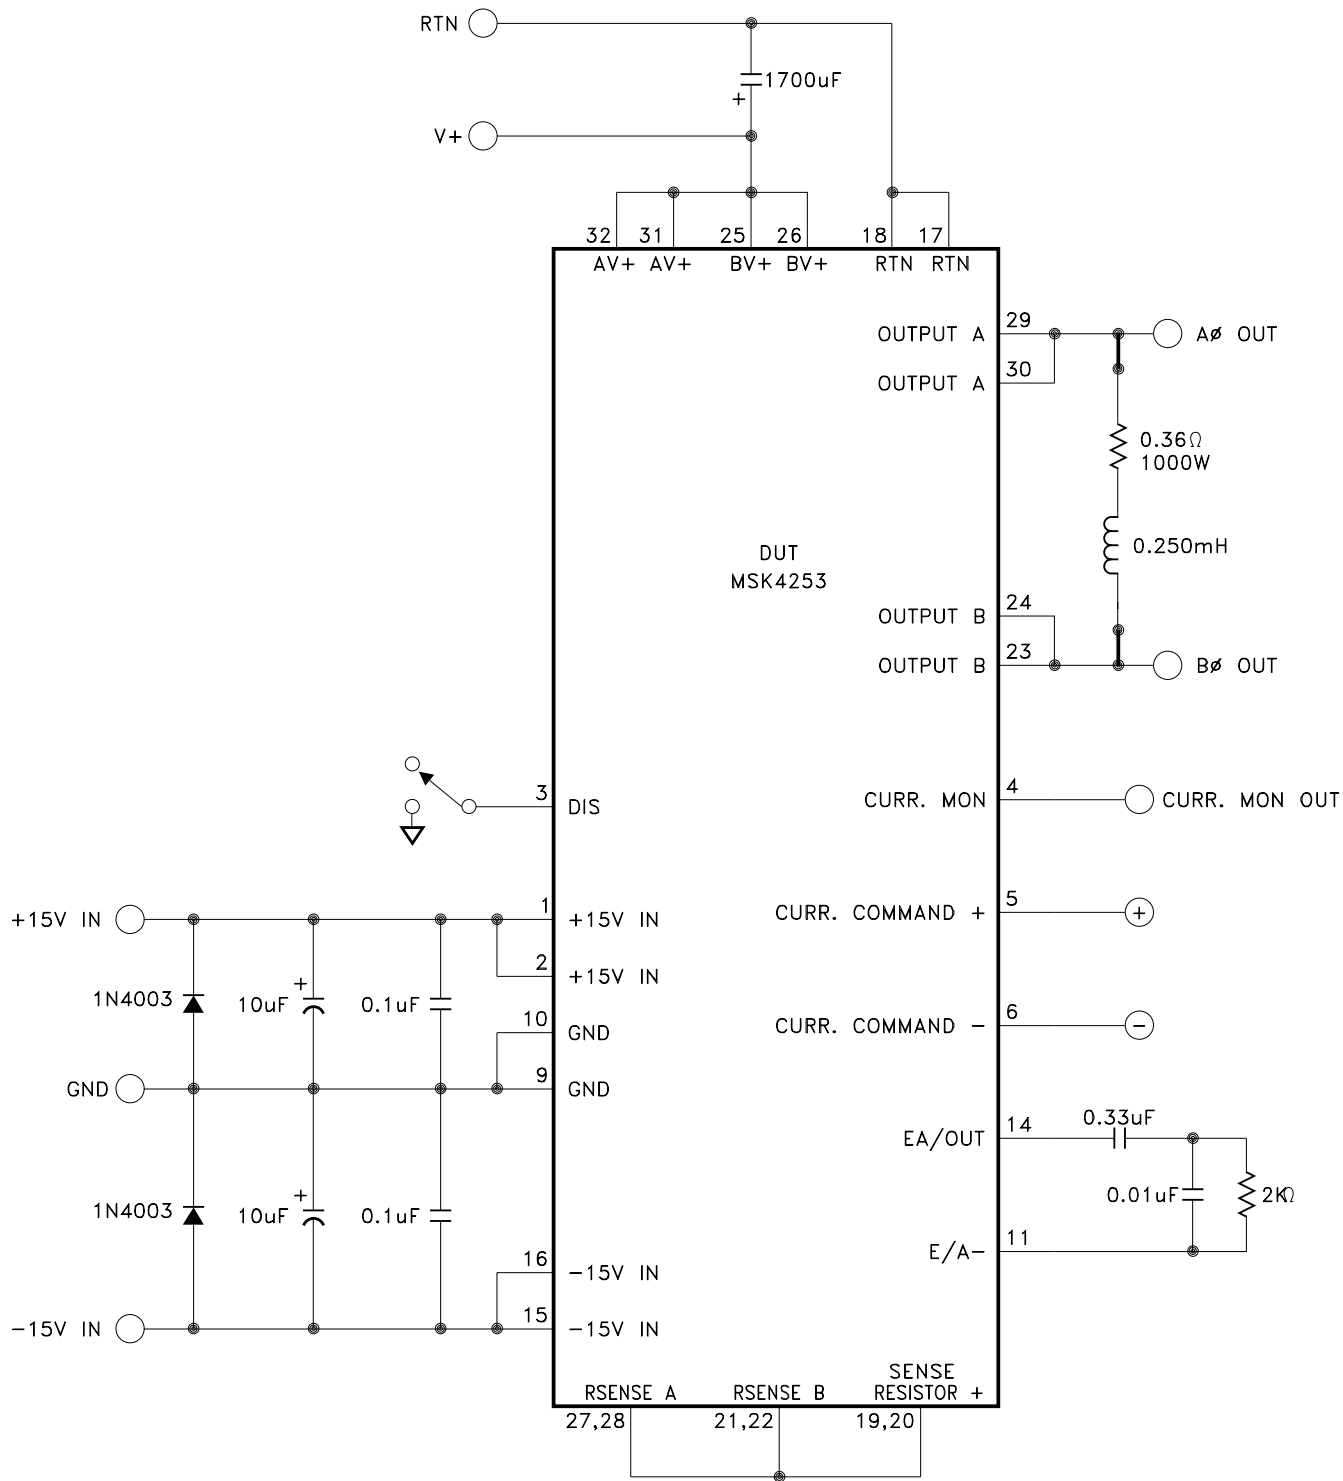 RTN
1700uF
+
V+
32 31 25 26 18 17
AV+ AV+ BV+ BV+ RTN RTN
29
OUTPUT A
AØ OUT
30
OUTPUT A
0.36Ω
1000W
0.250mH
DUT
MSK4253
24
OUTPUT B
23
OUTPUT B
BØ OUT
3
DIS
4
CURR. MON
CURR. MON OUT
+15V IN
1
+15V IN
2
+15V IN
5
CURR. COMMAND +
+
1N4003
+
10uF
0.1uF
10
GND
6
CURR. COMMAND -
-
GND
9
GND
14
EA/OUT
0.33uF
0.01uF
2KΩ
11
E/A-
1N4003
+
10uF
0.1uF
16
-15V IN
-15V IN
15
-15V IN
SENSE
RSENSE A RSENSE B RESISTOR +
27,28 21,22 19,20